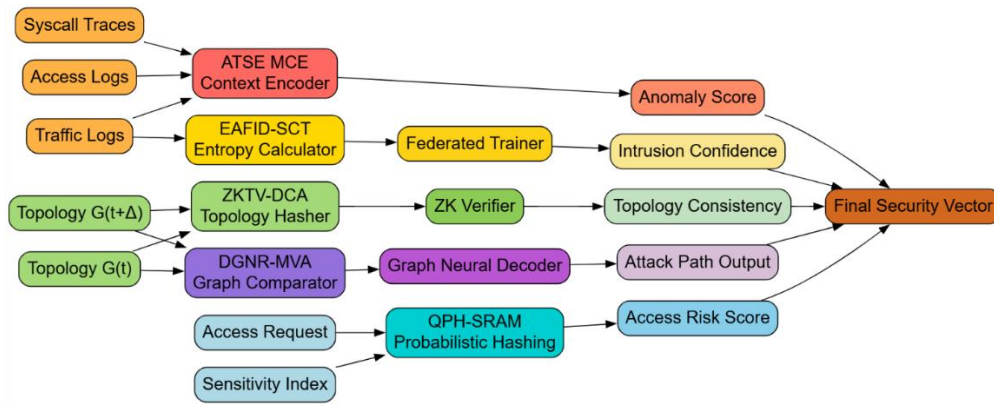 Syscall Traces
Access Logs
Traffic Logs
ATSE MCE
Context Encoder
Anomaly Score
EAFID-SCT
Entropy Calculator
Federated Trainer
Intrusion Confidence
Topology G(t+Δ)
Topology G(t)
ZKTV-DCA
Topology Hasher
ZK Verifier
Topology Consistency
Final Security Vector
DGNR-MVA
Graph Comparator
Graph Neural Decoder
Attack Path Output
Access Request
Sensitivity Index
QPH-SRAM
Probabilistic Hashing
Access Risk Score